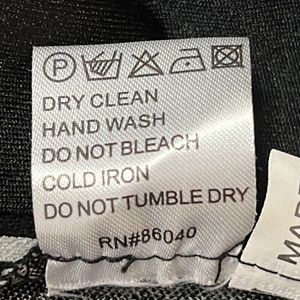 P
DRY CLEAN
HAND WASH
DO NOT BLEACH
COLD IRON
DO NOT TUMBLE DRY
RN#86040